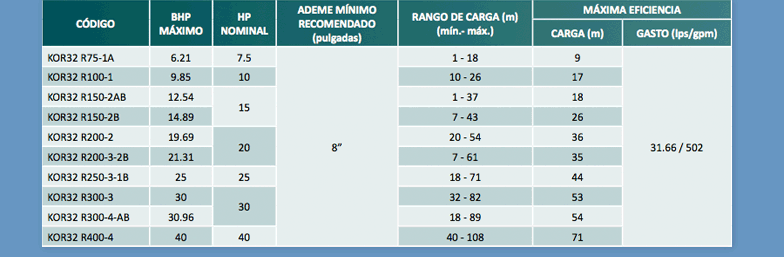 CÓDIGO BHP MÁXIMO HP NOMINAL ADEME MÍNIMO RECOMENDADO (pulgadas) RANGO DE CARGA (m) (mín.- máx.) MÁXIMA EFICIENCIA
CARGA (m) GASTO (lps/gpm)
KOR32 R75-1A 6.21 7.5 1 - 18 9
KOR32 R100-1 9.85 10 10 - 26 17
KOR32 R150-2AB 12.54 15 1 - 37 18
KOR32 R150-2B 14.89 7 - 43 26
KOR32 R200-2 19.69 20 8” 20 - 54 36 31.66 / 502
KOR32 R200-3-2B 21.31 7 - 61 35
KOR32 R250-3-1B 25 25 18 - 71 44
KOR32 R300-3 30 30 32 - 82 53
KOR32 R300-4-AB 30.96 18 - 89 54
KOR32 R400-4 40 40 40 - 108 71